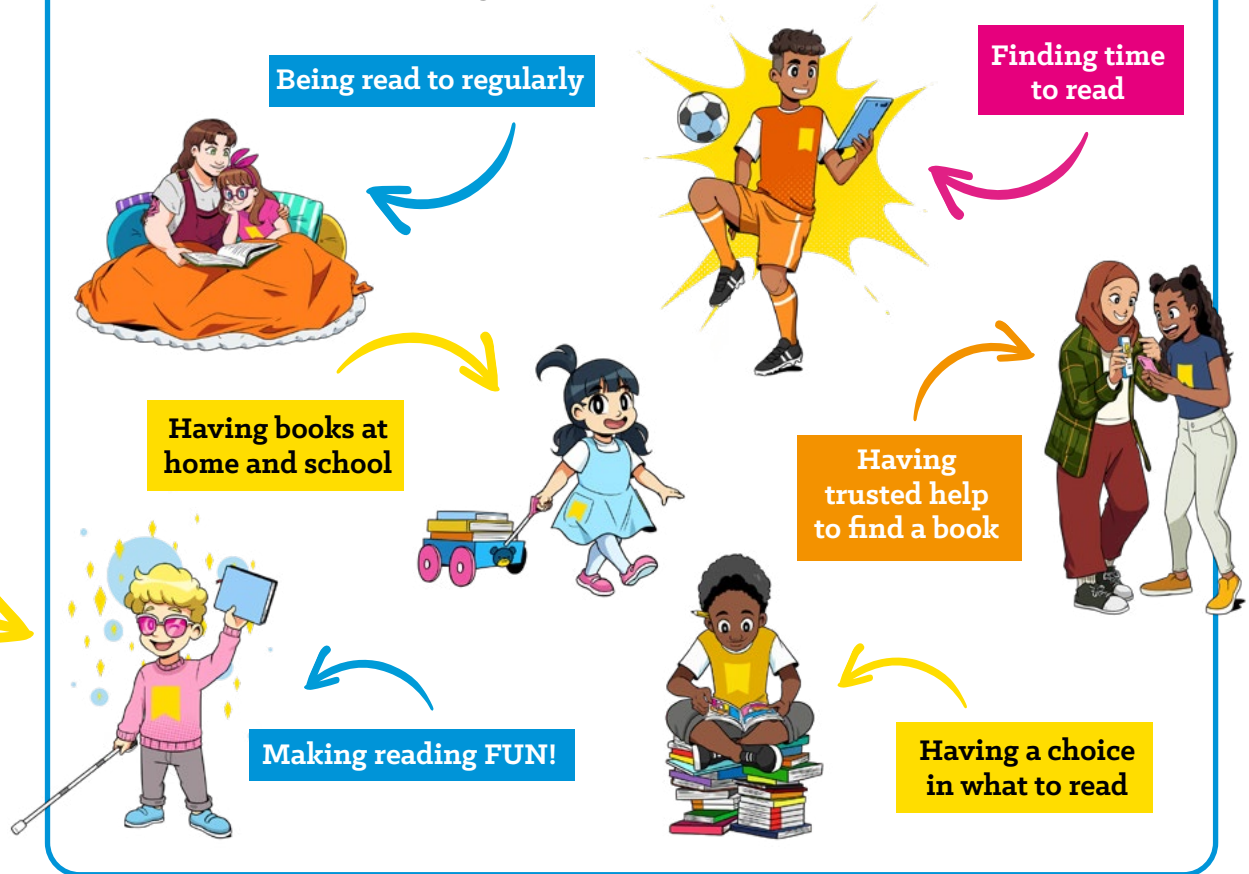 Being read to regularly
Finding time
to read
Having books at
home and school
Having
trusted help
to find a book
Making reading FUN!
Having a choice
in what to read